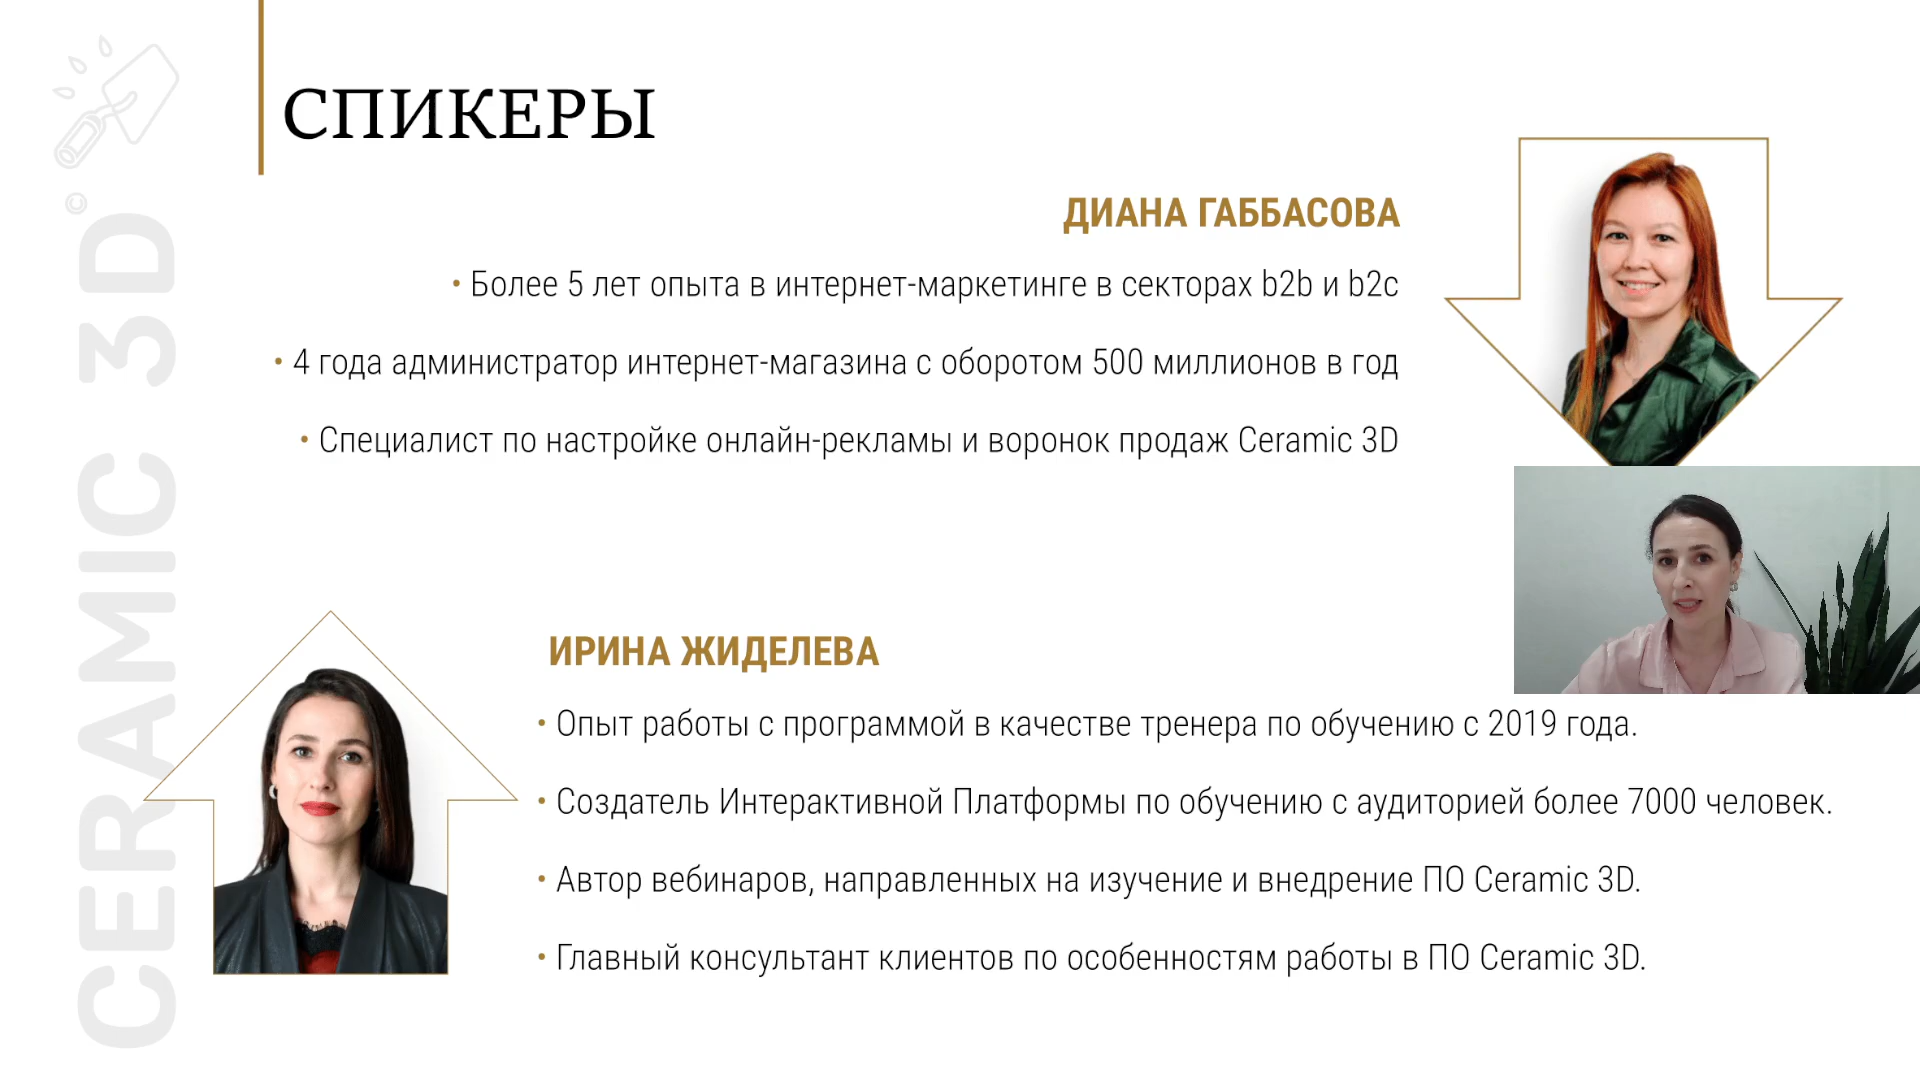 CERAMIC 3D©
СПИКЕРЫ
ДИАНА ГАББАСОВА
• Более 5 лет опыта в интернет-маркетинге в секторах b2b и b2c
• 4 года администратор интернет-магазина с оборотом 500 миллионов в год
• Специалист по настройке онлайн-рекламы и воронок продаж Ceramic 3D
ИРИНА ЖИДЕЛЕВА
• Опыт работы с программой в качестве тренера по обучению с 2019 года.
• Создатель Интерактивной Платформы по обучению с аудиторией более 7000 человек.
• Автор вебинаров, направленных на изучение и внедрение ПО Ceramic 3D.
• Главный консультант клиентов по особенностям работы в ПО Ceramic 3D.